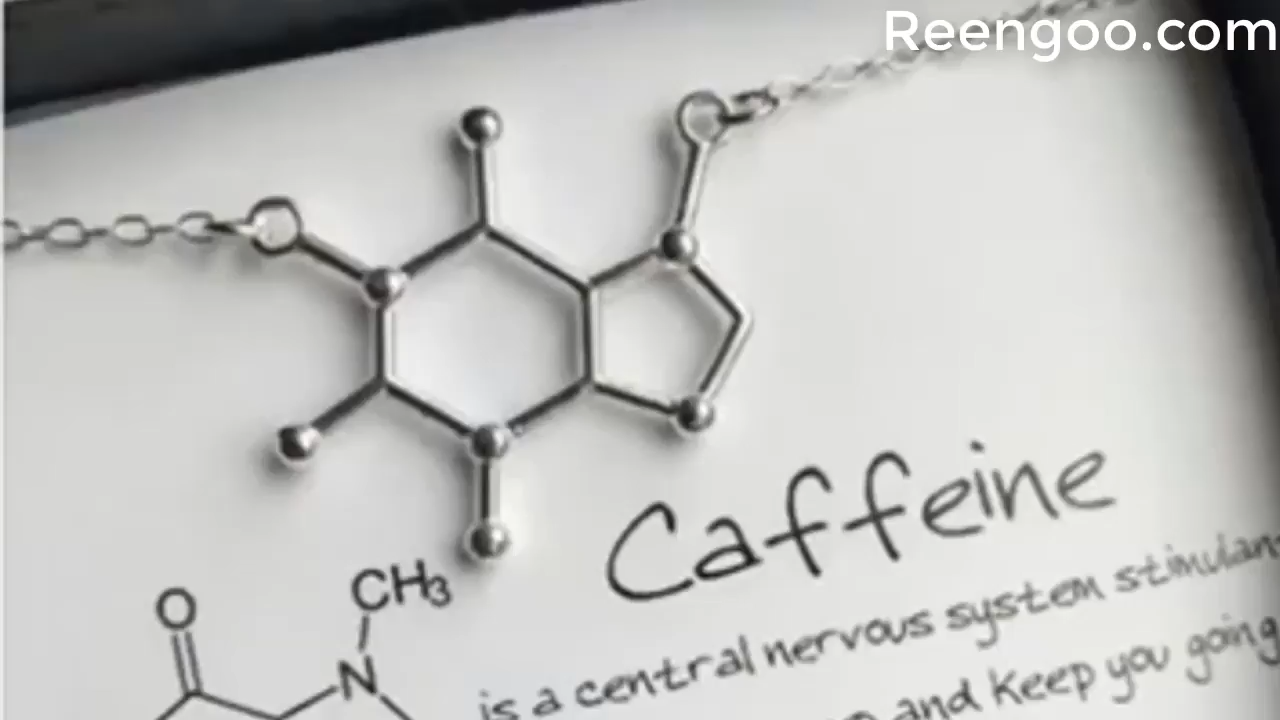 Reengoo.com
Caffeine
CH3
O
N
is a central nervous system stimulan
and keep you going